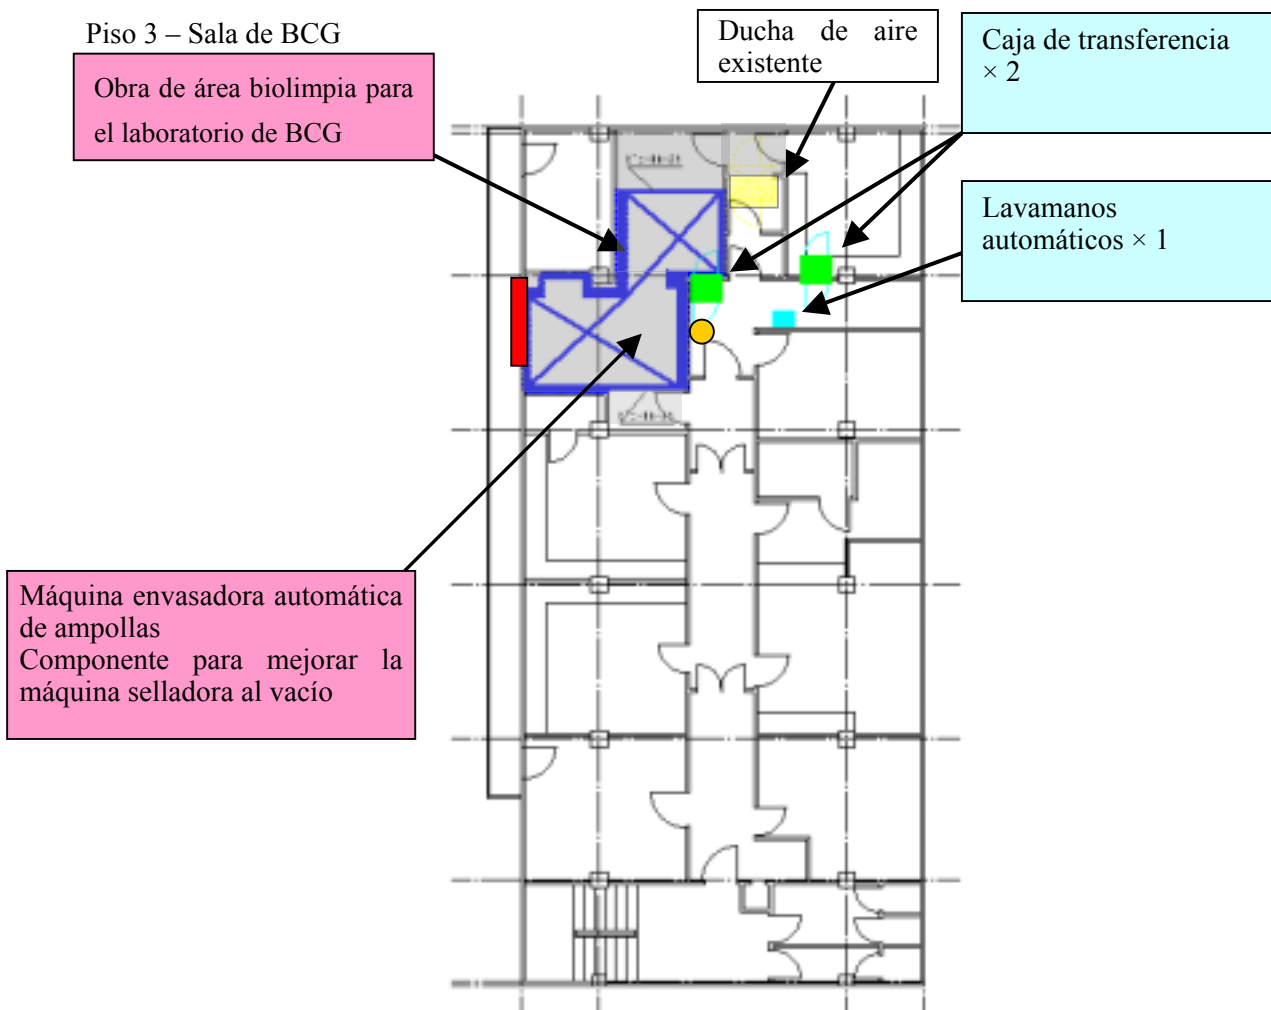 Piso 3 – Sala de BCG
Obra de área biolimpia para
el laboratorio de BCG
Ducha de aire
existente
Caja de transferencia
× 2
Lavamanos
automáticos × 1
Máquina envasadora automática
de ampollas
Componente para mejorar la
máquina selladora al vacío